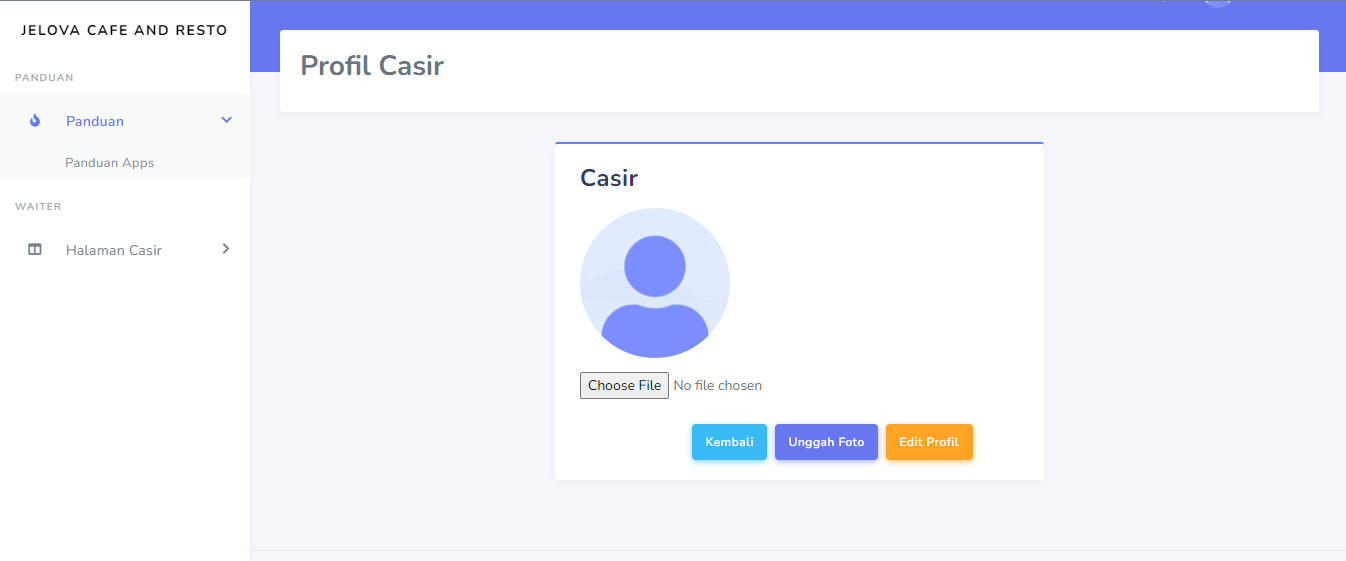 JELOVA CAFE AND RESTO
PANDUAN
Panduan
Panduan Apps
WAITER
Halaman Casir
Profil Casir
Casir
Choose File No file chosen
Kembali Unggah Foto Edit Profil